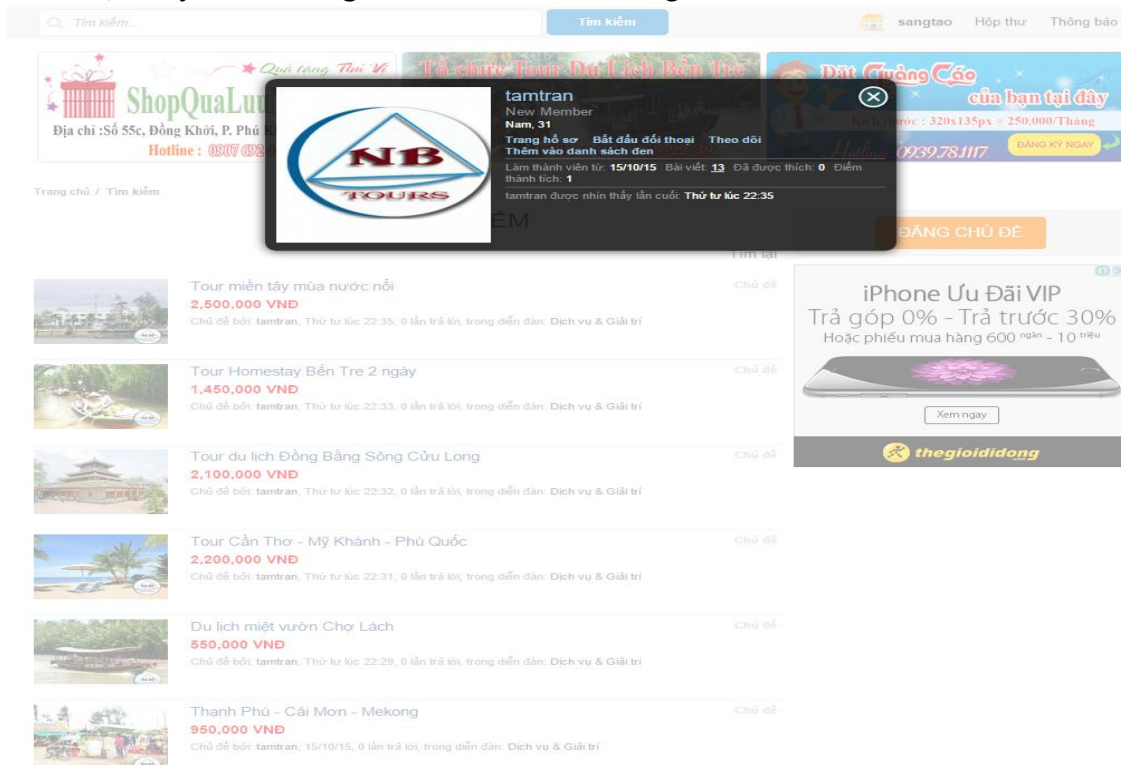 Tìm kiếm...
Tìm kiếm
sangtao Hộp thư Thông báo
Quà tặng Thú Vị
ShopQuaLuu
Địa chỉ :Số 55c, Đồng Khởi, P. Phú
Hotline : 0907
Tổ chức Tour Du Lịch Bến Tre
Đặt Quảng Cáo
của bạn tại đây
thước : 320x135px = 250.000/Tháng
Hotline 0939.781117
ĐĂNG KÝ NGAY
NB
TOURS
tamtran
New Member
Nam, 31
Trang hồ sơ Bắt đầu đối thoại Theo dõi
Thêm vào danh sách đen
Làm thành viên từ: 15/10/15 Bài viết: 13 Đã được thích: 0 Điểm
thành tích: 1
tamtran được nhìn thấy lần cuối: Thứ tư lúc 22:35
Trang chủ / Tìm kiếm
ĐĂNG CHỦ ĐỀ
Tìm lại
Tour miền tây mùa nước nổi
Chủ đề
2,500,000 VNĐ
Chủ đề bởi: tamtran, Thứ tư lúc 22:35, 0 lần trả lời, trong diễn đàn: Dịch vụ & Giải trí
Tour Homestay Bến Tre 2 ngày
Chủ đề
1,450,000 VNĐ
Chủ đề bởi: tamtran, Thứ tư lúc 22:33, 0 lần trả lời, trong diễn đàn: Dịch vụ & Giải trí
Tour du lịch Đồng Bằng Sông Cửu Long
Chủ đề
2,100,000 VNĐ
Chủ đề bởi: tamtran, Thứ tư lúc 22:32, 0 lần trả lời, trong diễn đàn: Dịch vụ & Giải trí
Tour Cần Thơ - Mỹ Khánh - Phú Quốc
Chủ đề
2,200,000 VNĐ
Chủ đề bởi: tamtran, Thứ tư lúc 22:31, 0 lần trả lời, trong diễn đàn: Dịch vụ & Giải trí
Du lịch miệt vườn Chợ Lách
Chủ đề
550,000 VNĐ
Chủ đề bởi: tamtran, Thứ tư lúc 22:29, 0 lần trả lời, trong diễn đàn: Dịch vụ & Giải trí
Thạnh Phú - Cái Mơn - Mekong
Chủ đề
950,000 VNĐ
Chủ đề bởi: tamtran, 15/10/15, 0 lần trả lời, trong diễn đàn: Dịch vụ & Giải trí
iPhone Ưu Đãi VIP
Trả góp 0% - Trả trước 30%
Hoặc phiếu mua hàng 600 ngàn - 10 triệu
Xem ngay
thegioididong
.com